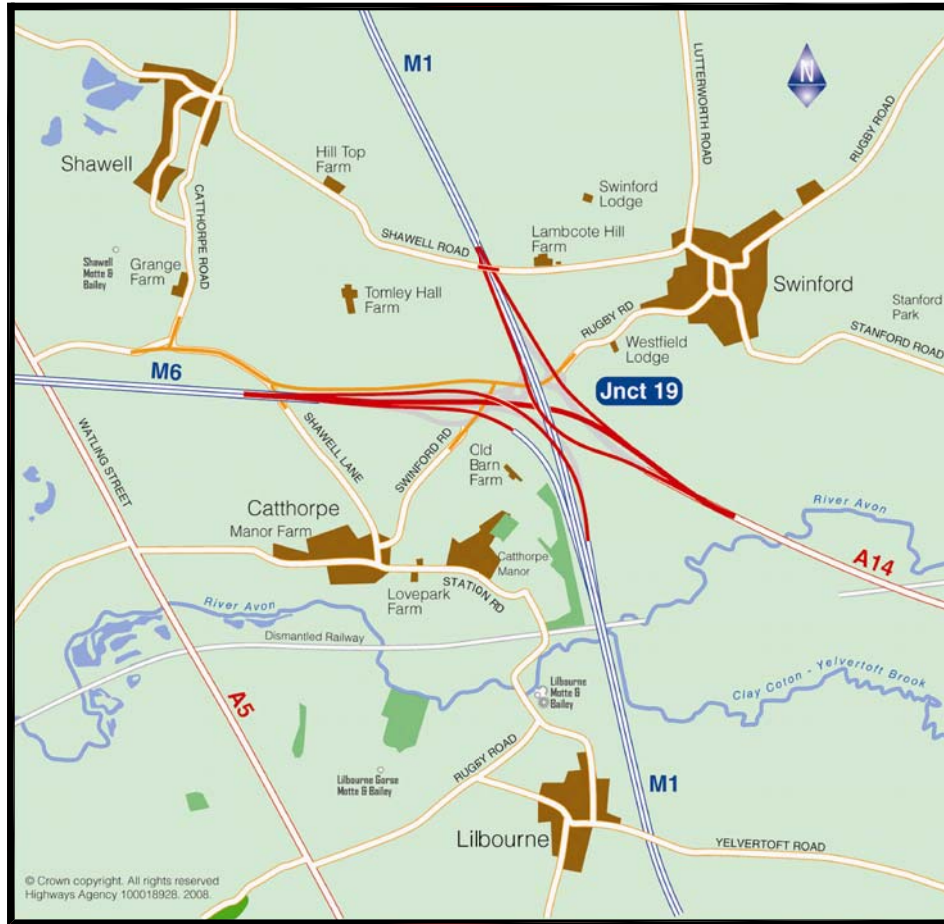 M1
N
LUTTERWORTH ROAD
RUGBY ROAD
Shawell
Hill Top
Farm
Swinford
Lodge
CATTHORPE ROAD
SHAWELL ROAD
Lambcote Hill
Farm
Shawell
Motte &
Bailey
Grange
Farm
Tomley Hall
Farm
Swinford
RUGBY RD
Stanford
Park
Westfield
Lodge
STANFORD ROAD
M6
Jnct 19
WATLING STREET
SHAWELL LANE
SWINFORD RD
Old
Barn
Farm
Catthorpe
Manor Farm
River Avon
Catthorpe
Manor
A14
Lovepark
Farm
STATION RD
River Avon
Dismantled Railway
Lilbourne
Motte &
Bailey
Clay Coton - Yelvertoft Brook
A5
RUGBY ROAD
Lilbourne Gorse
Motte & Bailey
M1
Lilbourne
YELVERTOFT ROAD
© Crown copyright. All rights reserved
Highways Agency 100018928. 2008.